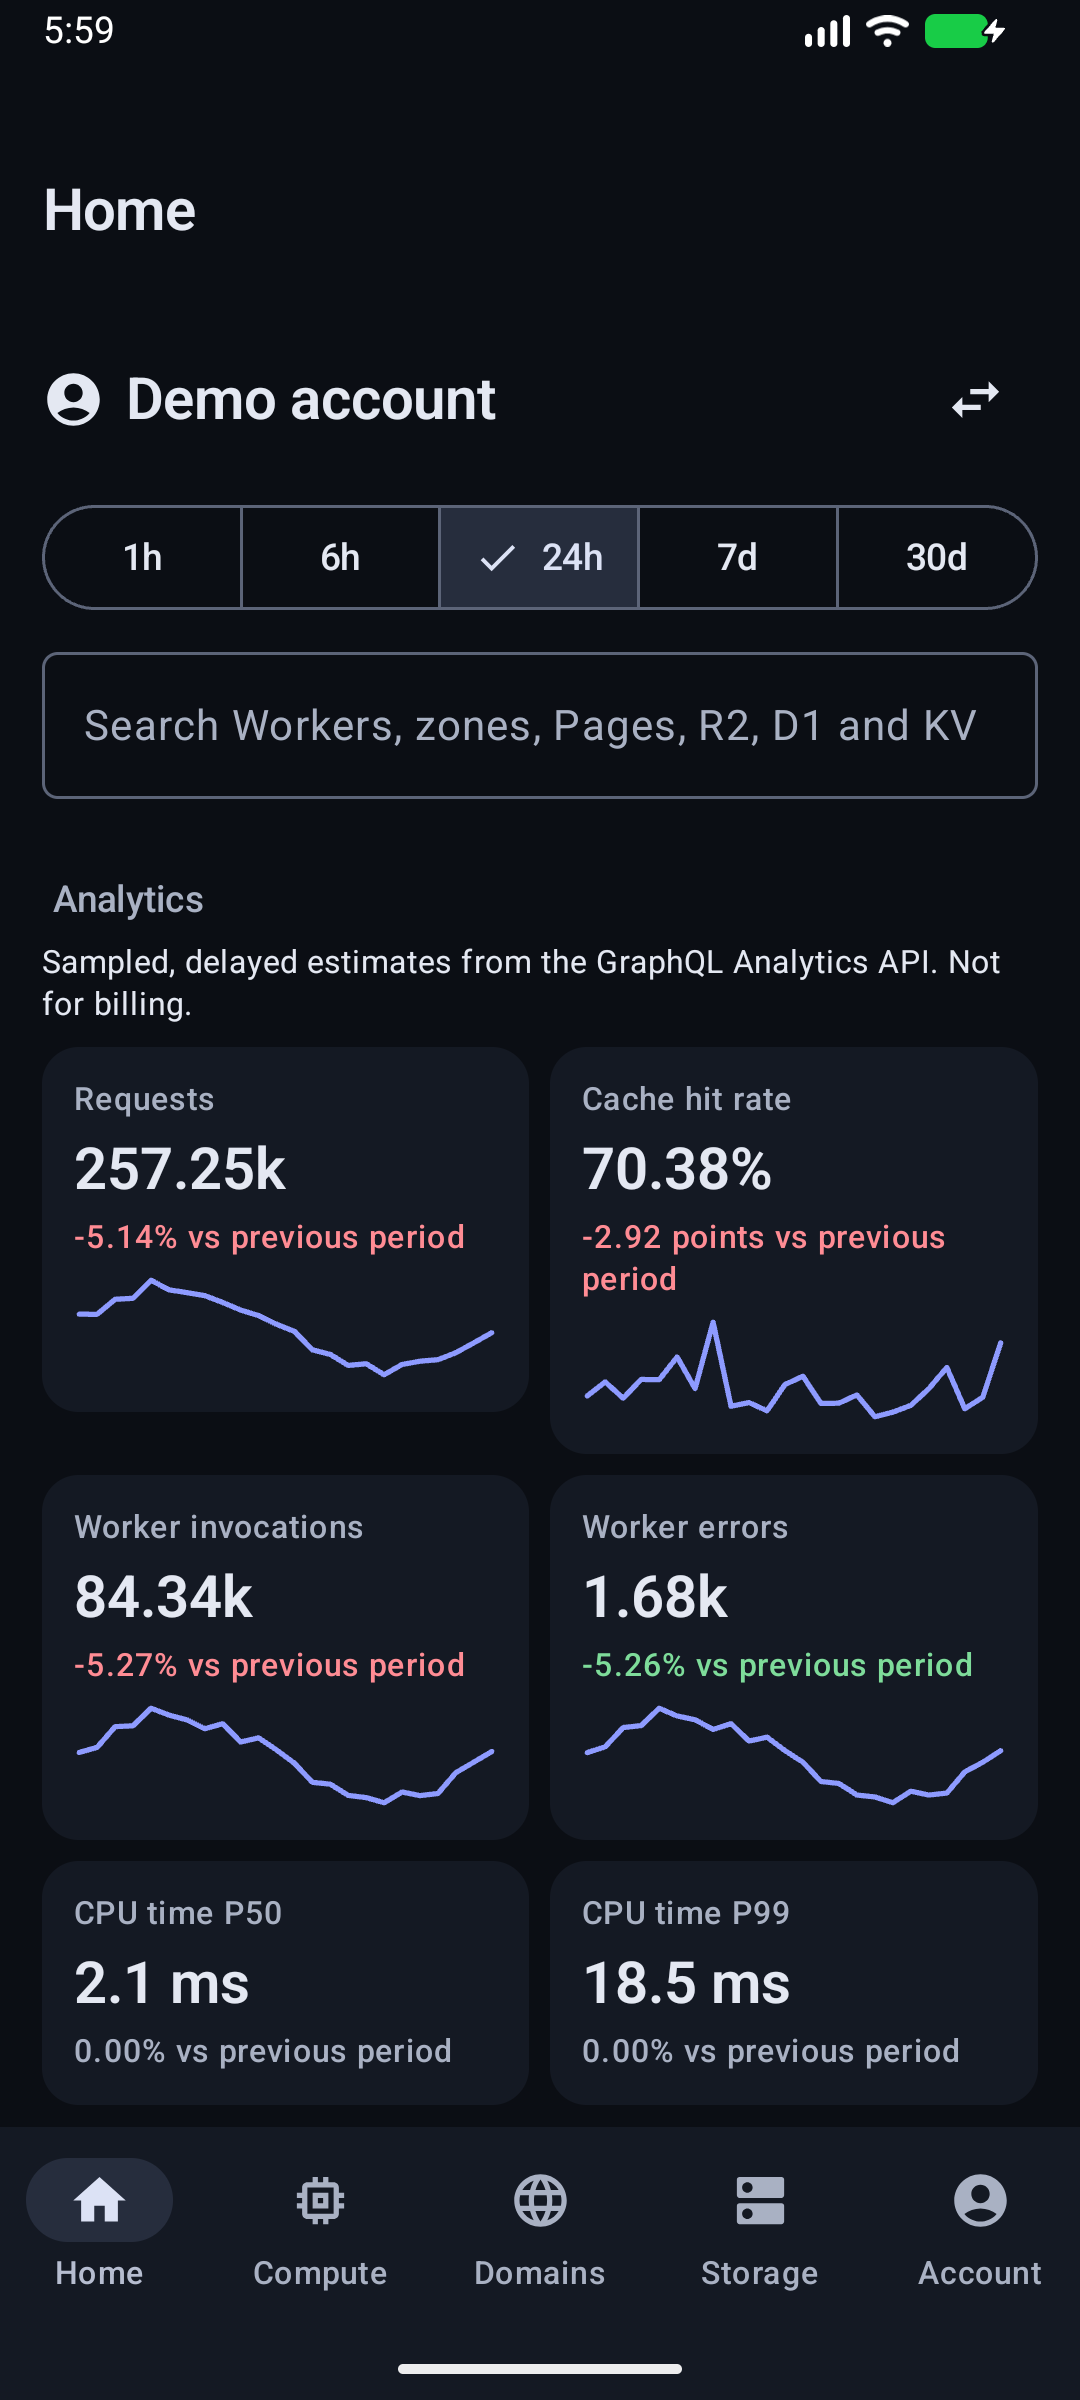 5:59
Home
Demo account
1h
6h
24h
7d
30d
Search Workers, zones, Pages, R2, D1 and KV
Analytics
Sampled, delayed estimates from the GraphQL Analytics API. Not
for billing.
Requests
257.25k
-5.14% vs previous period
Cache hit rate
70.38%
-2.92 points vs previous
period
Worker invocations
84.34k
-5.27% vs previous period
Worker errors
1.68k
-5.26% vs previous period
CPU time P50
2.1 ms
0.00% vs previous period
CPU time P99
18.5 ms
0.00% vs previous period
Home
Compute
Domains
Storage
Account